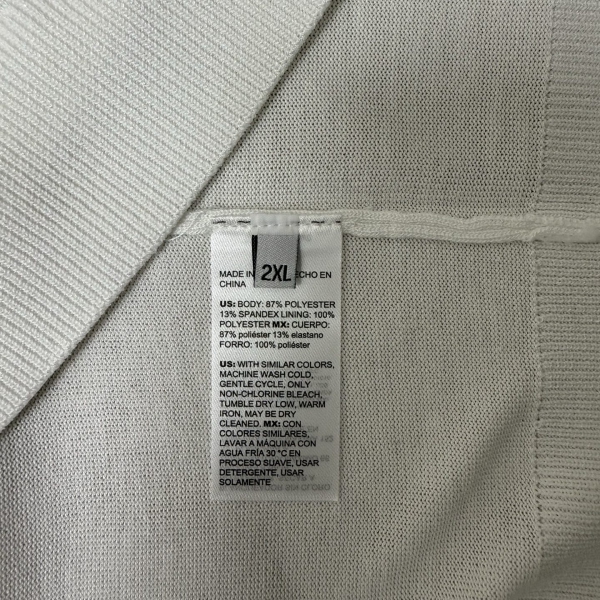 2XL
MADE IN ECHO EN
CHINA
US: BODY: 87% POLYESTER
13% SPANDEX LINING: 100%
POLYESTER MX: CUERPO:
87% poliéster 13% elastano
FORRO: 100% poliéster
US: WITH SIMILAR COLORS,
MACHINE WASH COLD,
GENTLE CYCLE, ONLY
NON-CHLORINE BLEACH,
TUMBLE DRY LOW, WARM
IRON, MAY BE DRY
CLEANED. MX: CON
COLORES SIMILARES,
LAVAR A MÁQUINA CON
AGUA FRÍA 30 °C EN
PROCESO SUAVE, USAR
DETERGENTE, USAR
SOLAMENTE